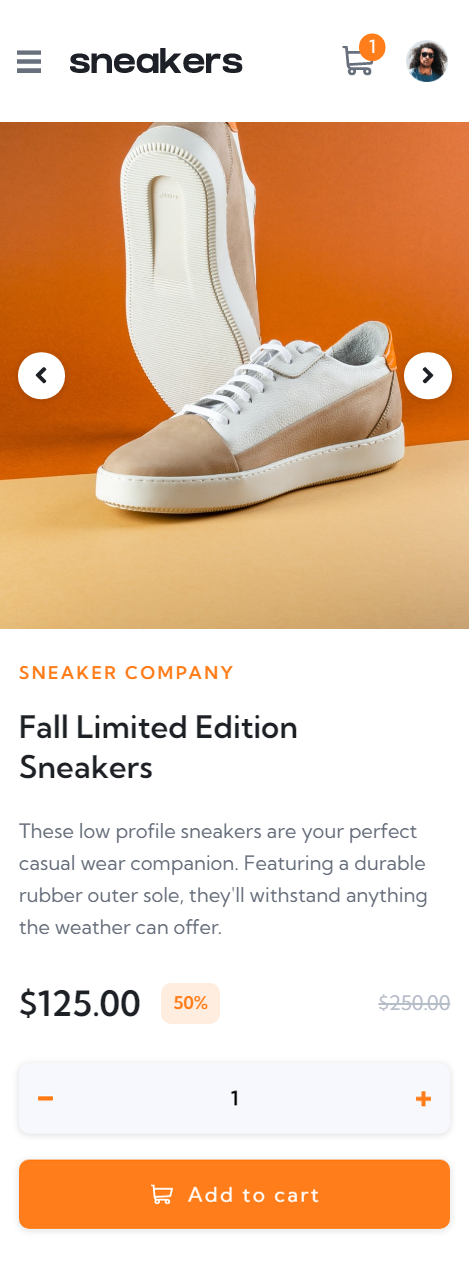 sneakers
1
SNEAKER COMPANY
Fall Limited Edition
Sneakers
These low profile sneakers are your perfect
casual wear companion. Featuring a durable
rubber outer sole, they'll withstand anything
the weather can offer.
$125.00 50% $250.00
1
Add to cart